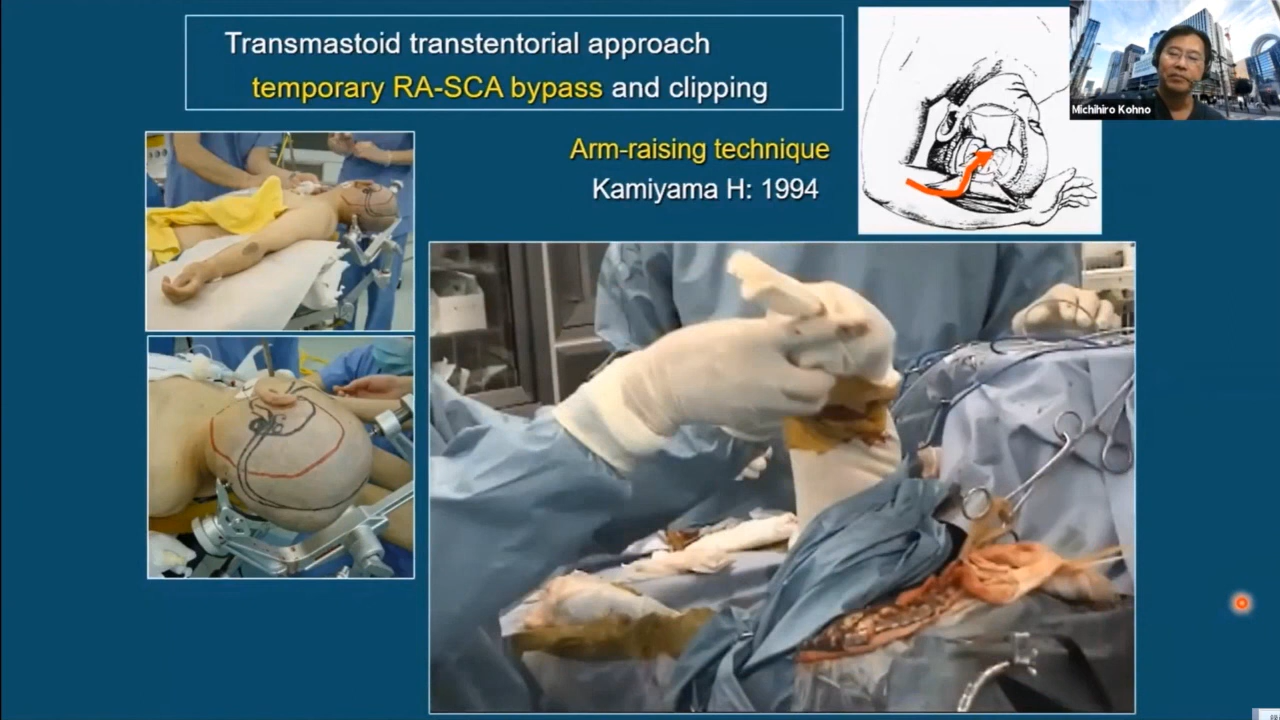 Transmastoid transtentorial approach
temporary RA-SCA bypass and clipping
Arm-raising technique
Kamiyama H: 1994
Michihiro Kohno